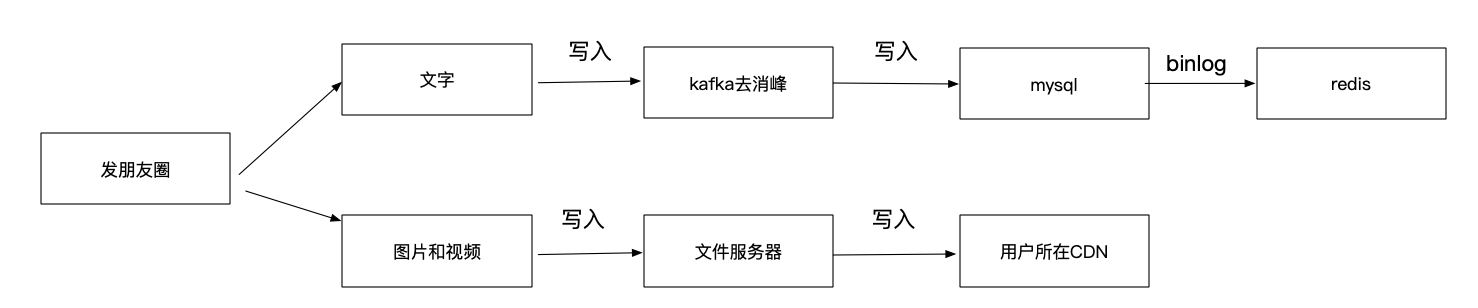 发朋友圈
文字
写入
kafka去消峰
写入
mysql
binlog
redis
图片和视频
写入
文件服务器
写入
用户所在CDN